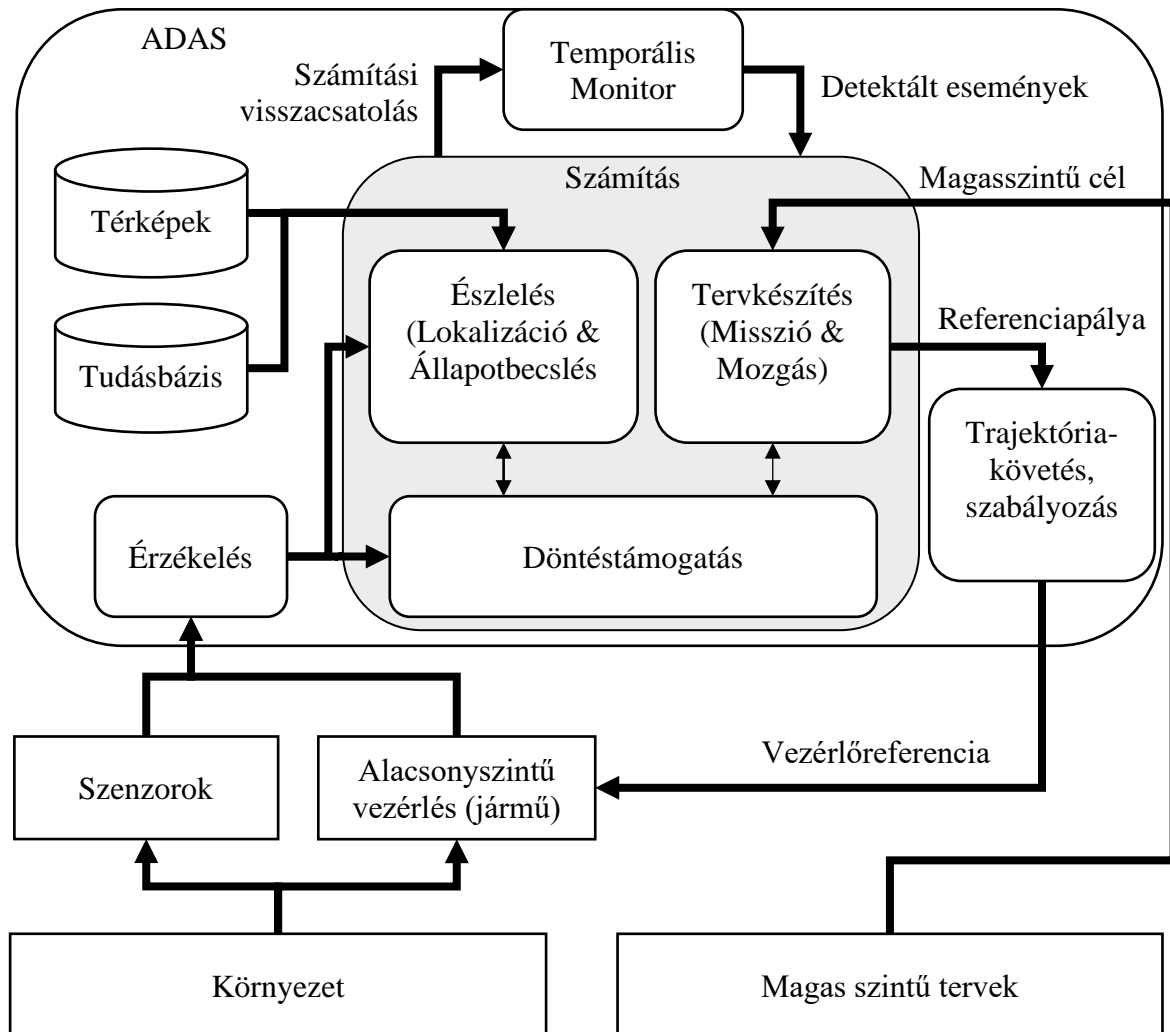 ADAS
Temporális
Monitor
Számítási
visszacsatolás
Detektált események
Számítás
Magasszintű cél
Térképek
Észlelés
(Lokalizáció &
Állapotbecslés
Tervkészítés
(Misszió &
Mozgás)
Referenciapálya
Tudásbázis
Trajektória-
követés,
szabályozás
Érzékelés
Döntéstámogatás
Szenzorok
Alacsonyszintű
vezérlés (jármű)
Vezérlőreferencia
Környezet
Magas szintű tervek